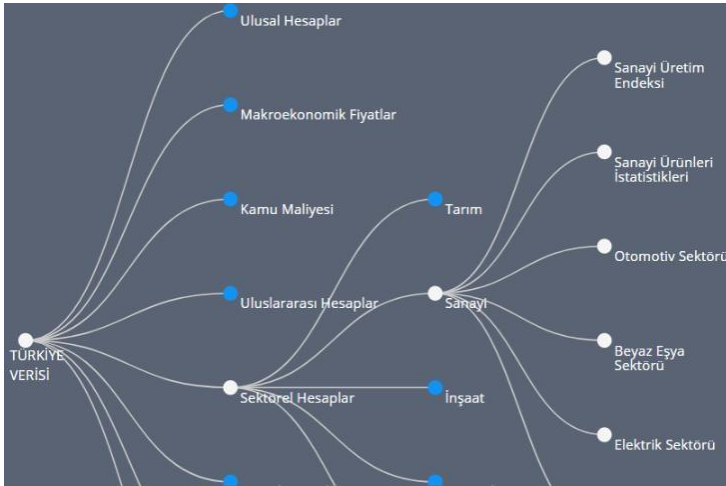 Ulusal Hesaplar
Makroekonomik Fiyatlar
Kamu Maliyesi
Uluslararası Hesaplar
TÜRKİYE
VERİSİ
Sektörel Hesaplar
Tarım
Sanayi
İnşaat
Sanayi Üretim
Endeksi
Sanayi Ürünleri
İstatistikleri
Otomotiv Sektörü
Beyaz Eşya
Sektörü
Elektrik Sektörü